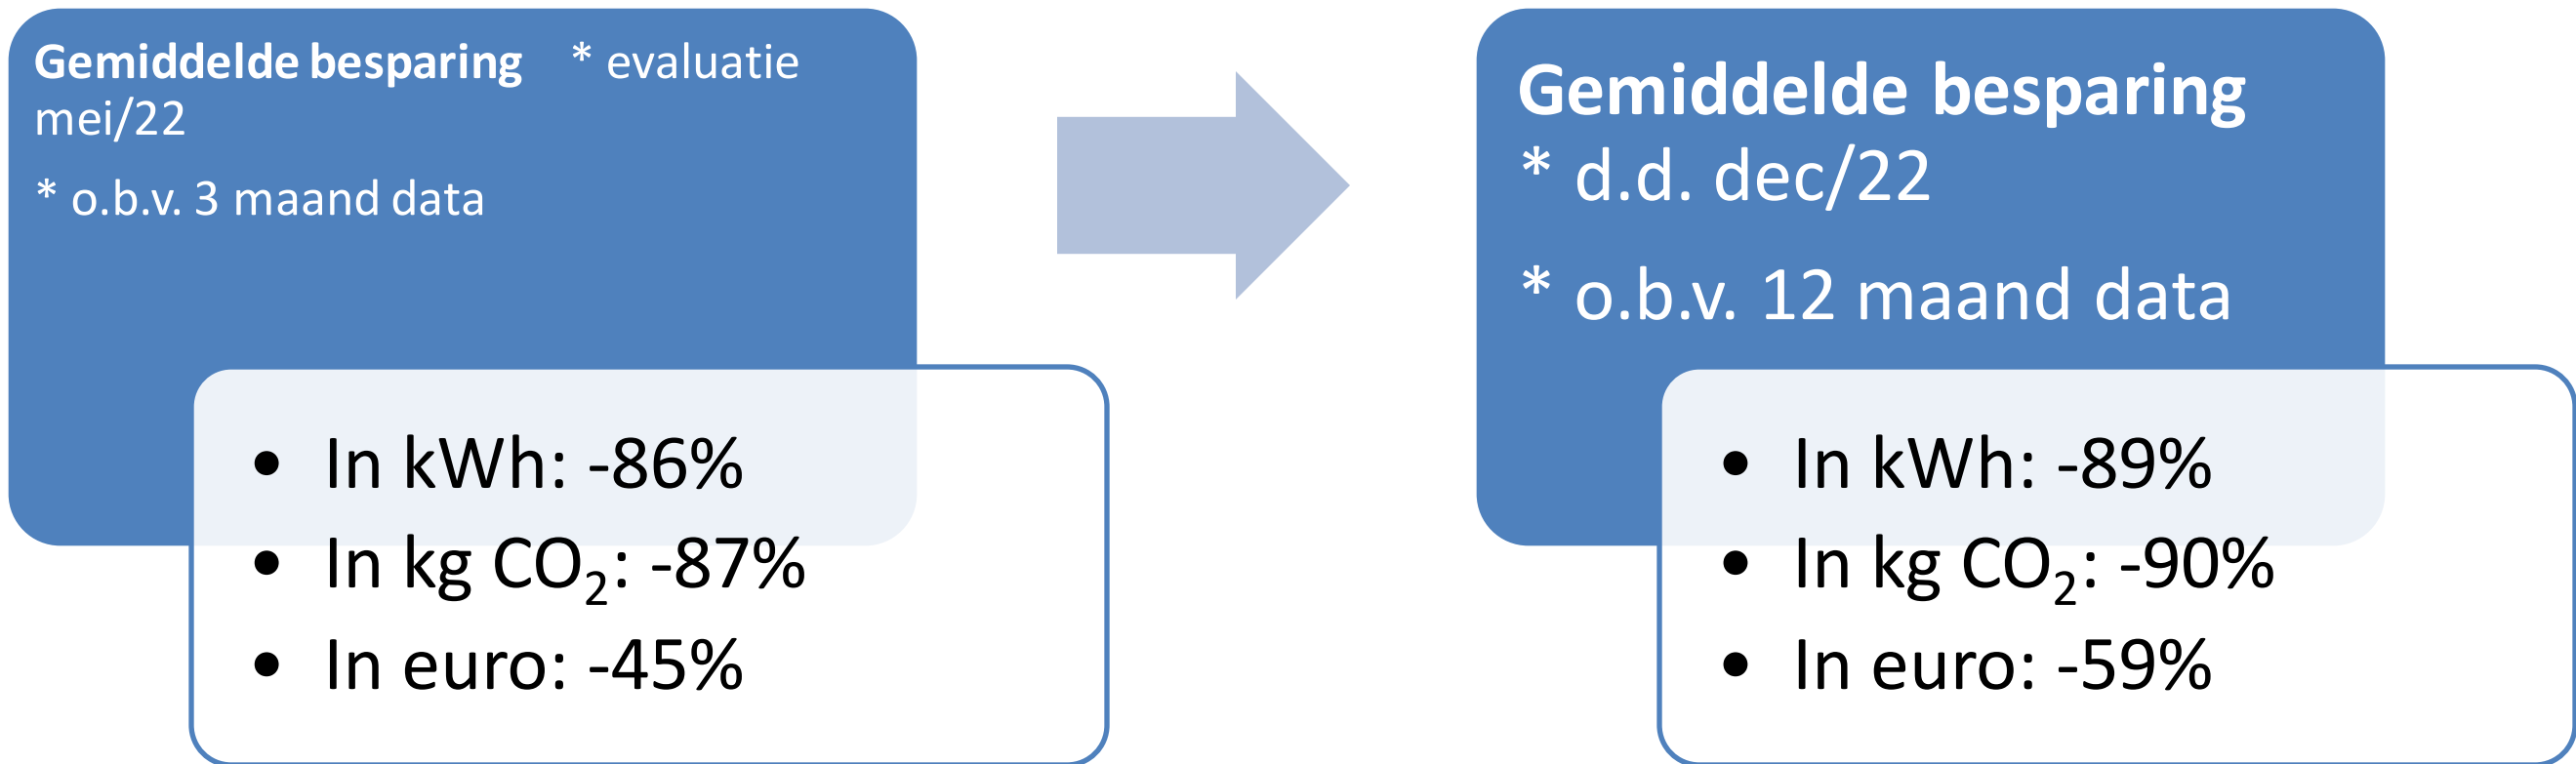 Gemiddelde besparing * evaluatie
mei/22
* o.b.v. 3 maand data
• In kWh: -86%
• In kg CO₂: -87%
• In euro: -45%
Gemiddelde besparing
* d.d. dec/22
* o.b.v. 12 maand data
• In kWh: -89%
• In kg CO₂: -90%
• In euro: -59%